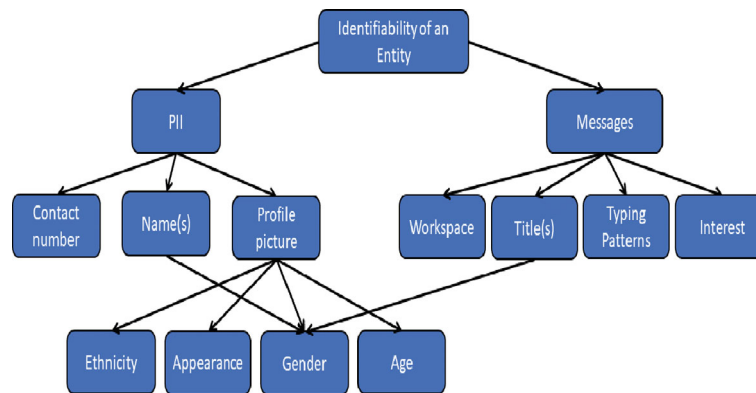 Identifiability of an
Entity
PII
Messages
Contact
number
Name(s)
Profile
picture
Workspace
Title(s)
Typing
Patterns
Interest
Ethnicity
Appearance
Gender
Age